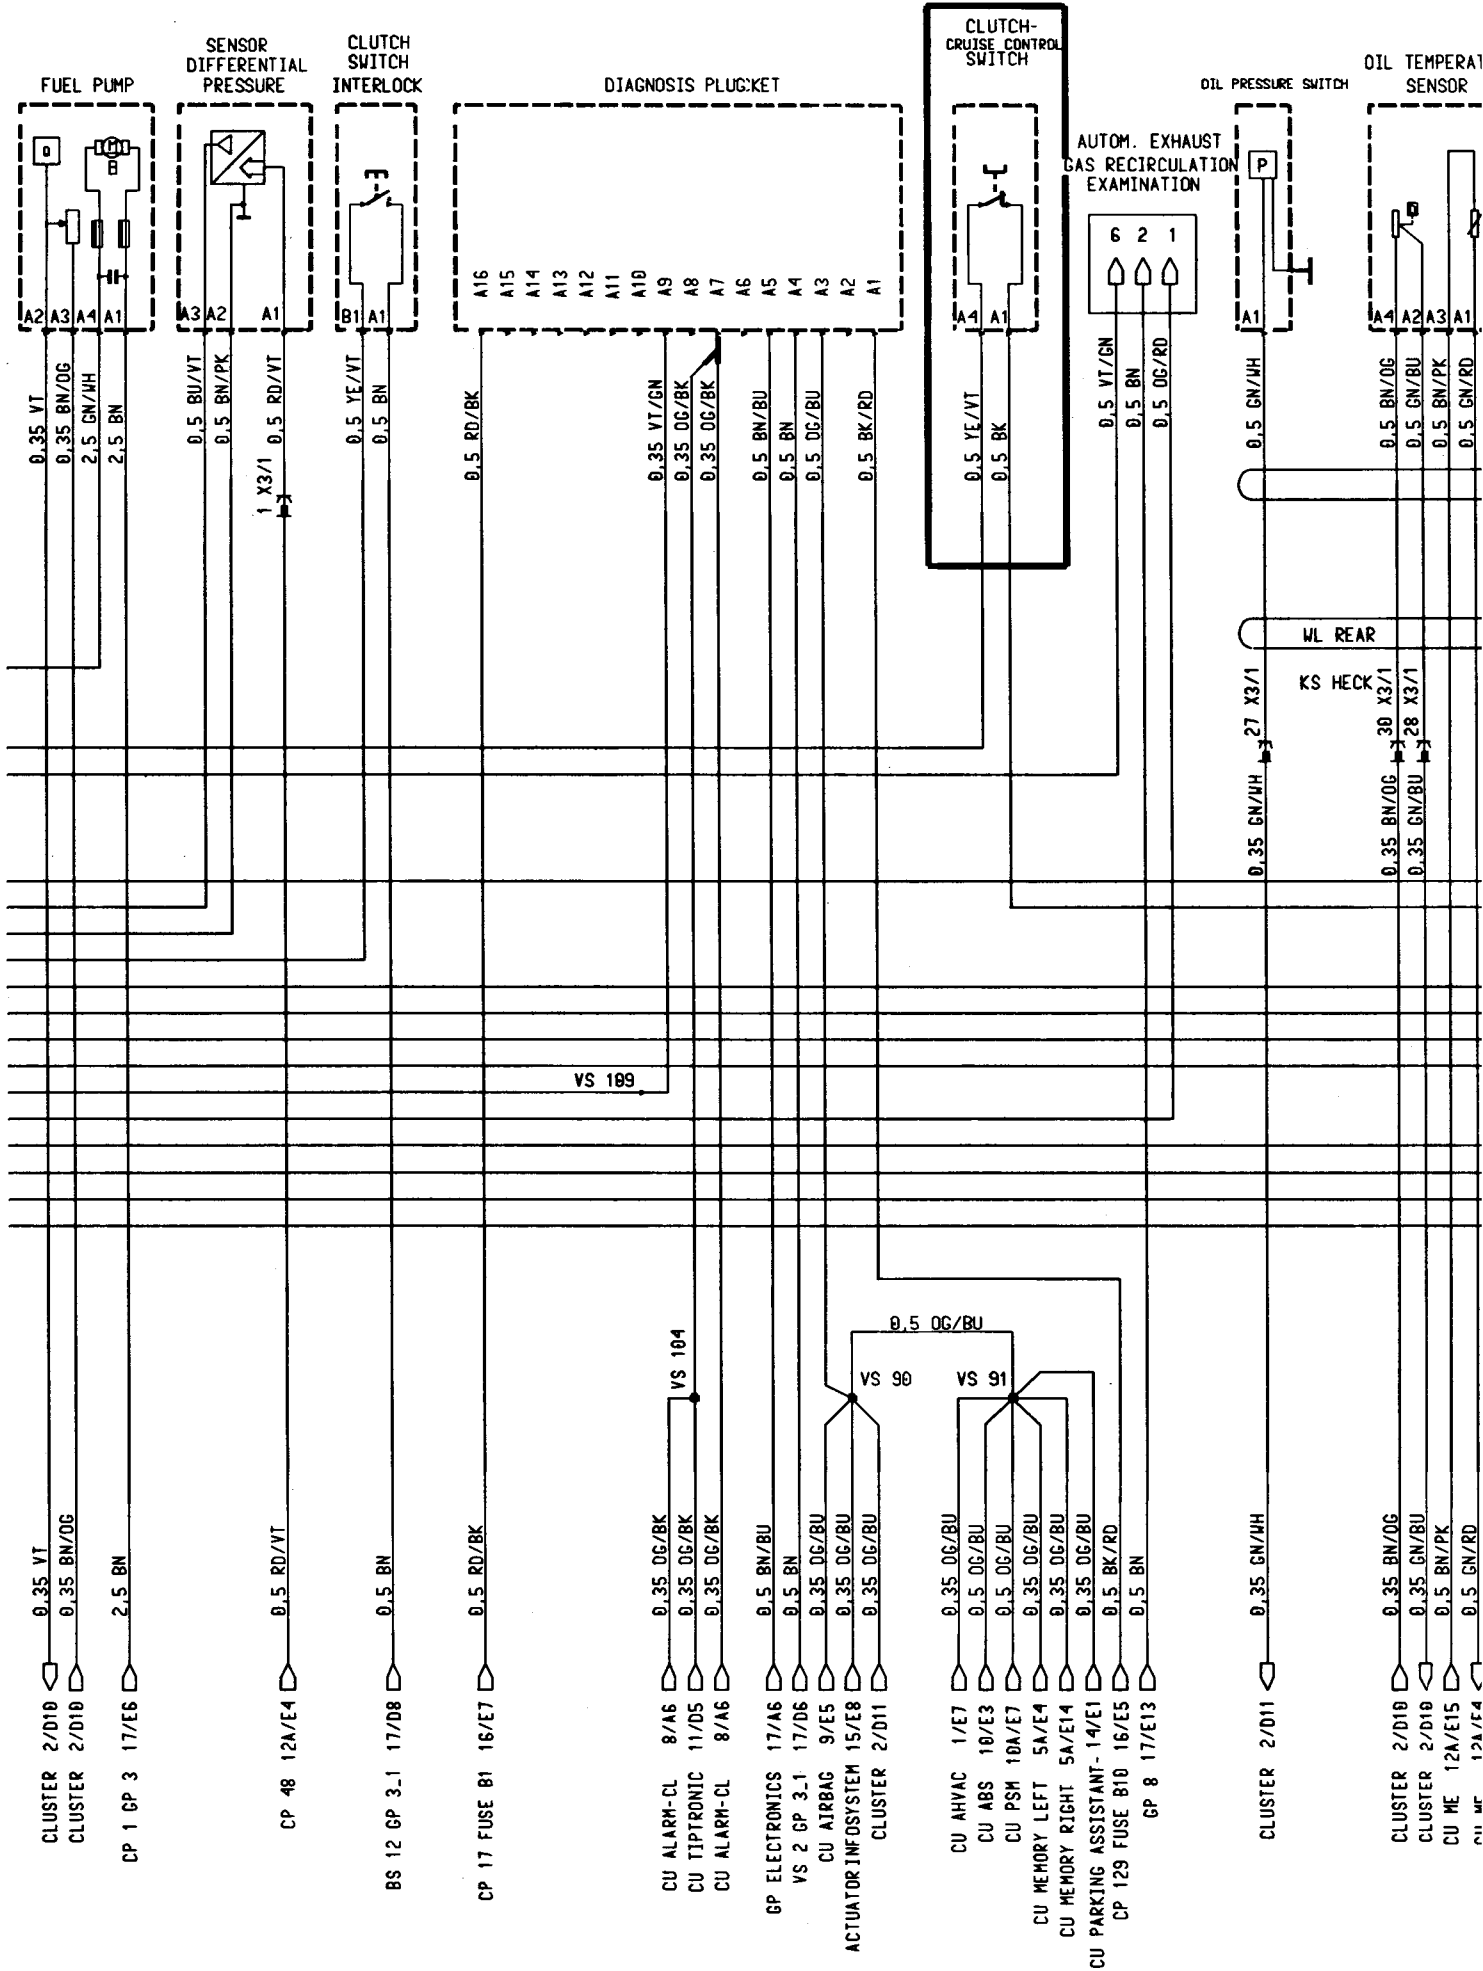 FUEL PUMP
SENSOR
DIFFERENTIAL
PRESSURE
CLUTCH
SWITCH
INTERLOCK
DIAGNOSIS PLUG:KET
CLUTCH-
CRUISE CONTROL
SWITCH
AUTOM. EXHAUST
GAS RECIRCULATION
EXAMINATION
OIL PRESSURE SWITCH
OIL TEMPERAT
SENSOR
Q
M
B
P
6 2 1
A2 A3 A4 A1
A3 A2 A1
B1 A1
A16
A15
A14
A13
A12
A11
A10
A9
A8
A7
A6
A5
A4
A3
A2
A1
A4 A1
A1
A4 A2 A3 A1
0,35 VT
0,35 BN/OG
2,5 GN/WH
2,5 BN
0,5 BU/VT
0,5 BN/PK
0,5 RD/VT
0,5 YE/VT
0,5 BN
0,5 RD/BK
0,35 VT/GN
0,35 OG/BK
0,35 OG/BK
0,5 BN/BU
0,5 BN
0,5 OG/BU
0,5 BK/RD
0,5 YE/VT
0,5 BK
0,5 VT/GN
0,5 BN
0,5 OG/RD
0,5 GN/WH
0,5 BN/OG
0,5 GN/BU
0,5 BN/PK
0,5 GN/RD
1 X3/1
WL REAR
KS HECK
27 X3/1
30 X3/1
28 X3/1
0,35 GN/WH
0,35 BN/OG
0,35 GN/BU
VS 109
0,5 OG/BU
VS 104
VS 90
VS 91
0,35 VT
0,35 BN/OG
2,5 BN
0,5 RD/VT
0,5 BN
0,5 RD/BK
0,35 OG/BK
0,35 OG/BK
0,35 OG/BK
0,5 BN/BU
0,5 BN
0,35 OG/BU
0,35 OG/BU
0,35 OG/BU
0,35 OG/BU
0,5 OG/BU
0,5 OG/BU
0,35 OG/BU
0,35 OG/BU
0,35 OG/BU
0,5 BK/RD
0,5 BN
0,35 GN/WH
0,35 BN/OG
0,35 GN/BU
0,5 BN/PK
0,5 GN/RD
CLUSTER 2/D10
CLUSTER 2/D10
CP 1 GP 3 17/E6
CP 48 12A/E4
BS 12 GP 3_1 17/D8
CP 17 FUSE B1 16/E7
CU ALARM-CL 8/A6
CU TIPTRONIC 11/D5
CU ALARM-CL 8/A6
GP ELECTRONICS 17/A6
VS 2 GP 3_1 17/D6
CU AIRBAG 9/E5
ACTUATORINFOSYSTEM 15/E8
CLUSTER 2/D11
CU AHVAC 1/E7
CU ABS 10/E3
CU PSM 10A/E7
CU MEMORY LEFT 5A/E4
CU MEMORY RIGHT 5A/E14
CU PARKING ASSISTANT- 14/E1
CP 129 FUSE B10 16/E5
GP 8 17/E13
CLUSTER 2/D11
CLUSTER 2/D10
CLUSTER 2/D10
CU ME 12A/E15
CU ME 12A/E4